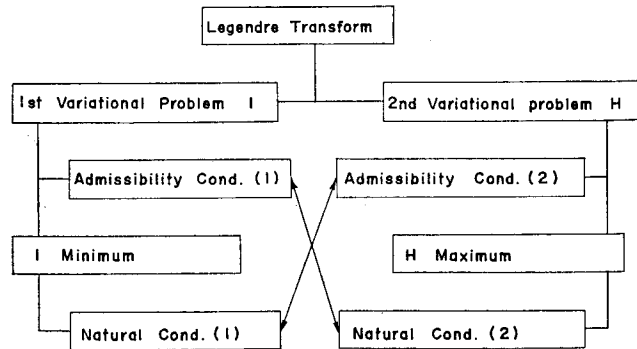 Legendre Transform
1st Variational Problem I
2nd Variational problem H
Admissibility Cond. (1)
Admissibility Cond. (2)
I Minimum
H Maximum
Natural Cond. (1)
Natural Cond. (2)